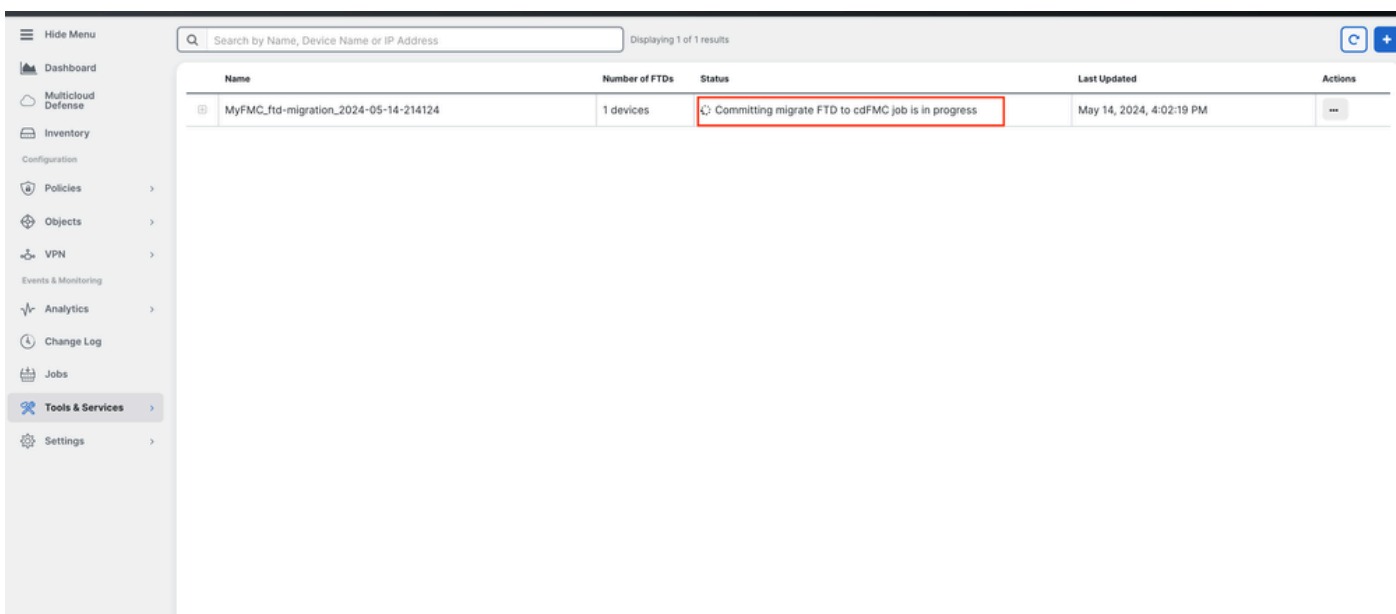 Hide Menu
Search by Name, Device Name or IP Address
Displaying 1 of 1 results
Dashboard
Multicloud
Defense
Inventory
Configuration
Policies
Objects
VPN
Events & Monitoring
Analytics
Change Log
Jobs
Tools & Services
Settings
Name
Number of FTDs
Status
Last Updated
Actions
MyFMC_ftd-migration_2024-05-14-214124
1 devices
Committing migrate FTD to cdFMC job is in progress
May 14, 2024, 4:02:19 PM